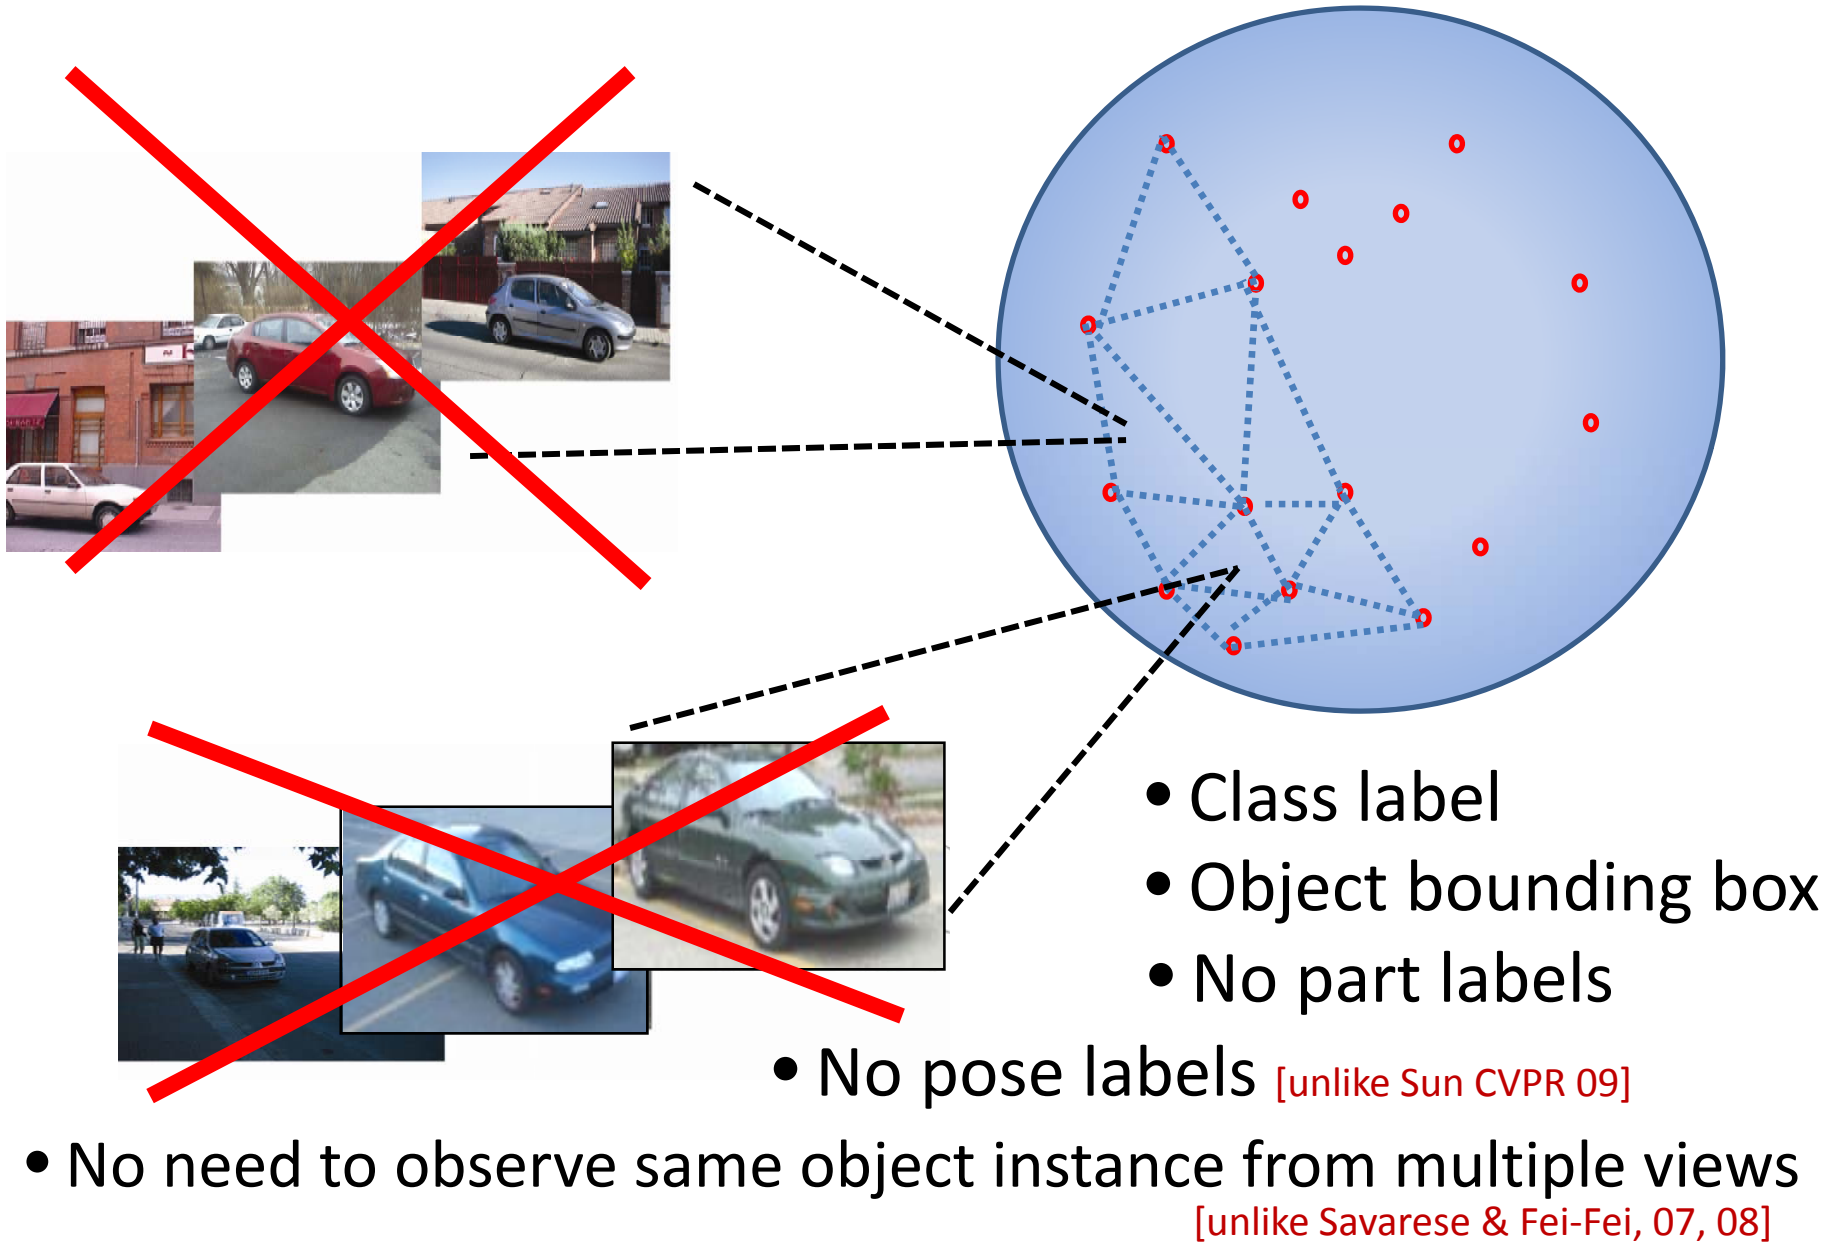 • Class label
• Object bounding box
• No part labels
• No pose labels [unlike Sun CVPR 09]
• No need to observe same object instance from multiple views
[unlike Savarese & Fei-Fei, 07, 08]